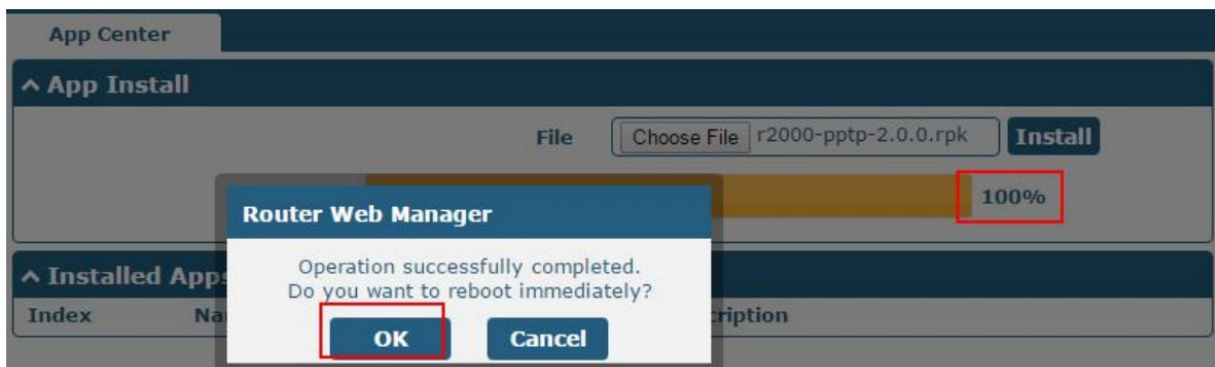 App Center
App Install
File Choose File r2000-pptp-2.0.0.rpk Install
100%
Router Web Manager
Operation successfully completed.
Do you want to reboot immediately?
OK Cancel
Installed Apps
Index